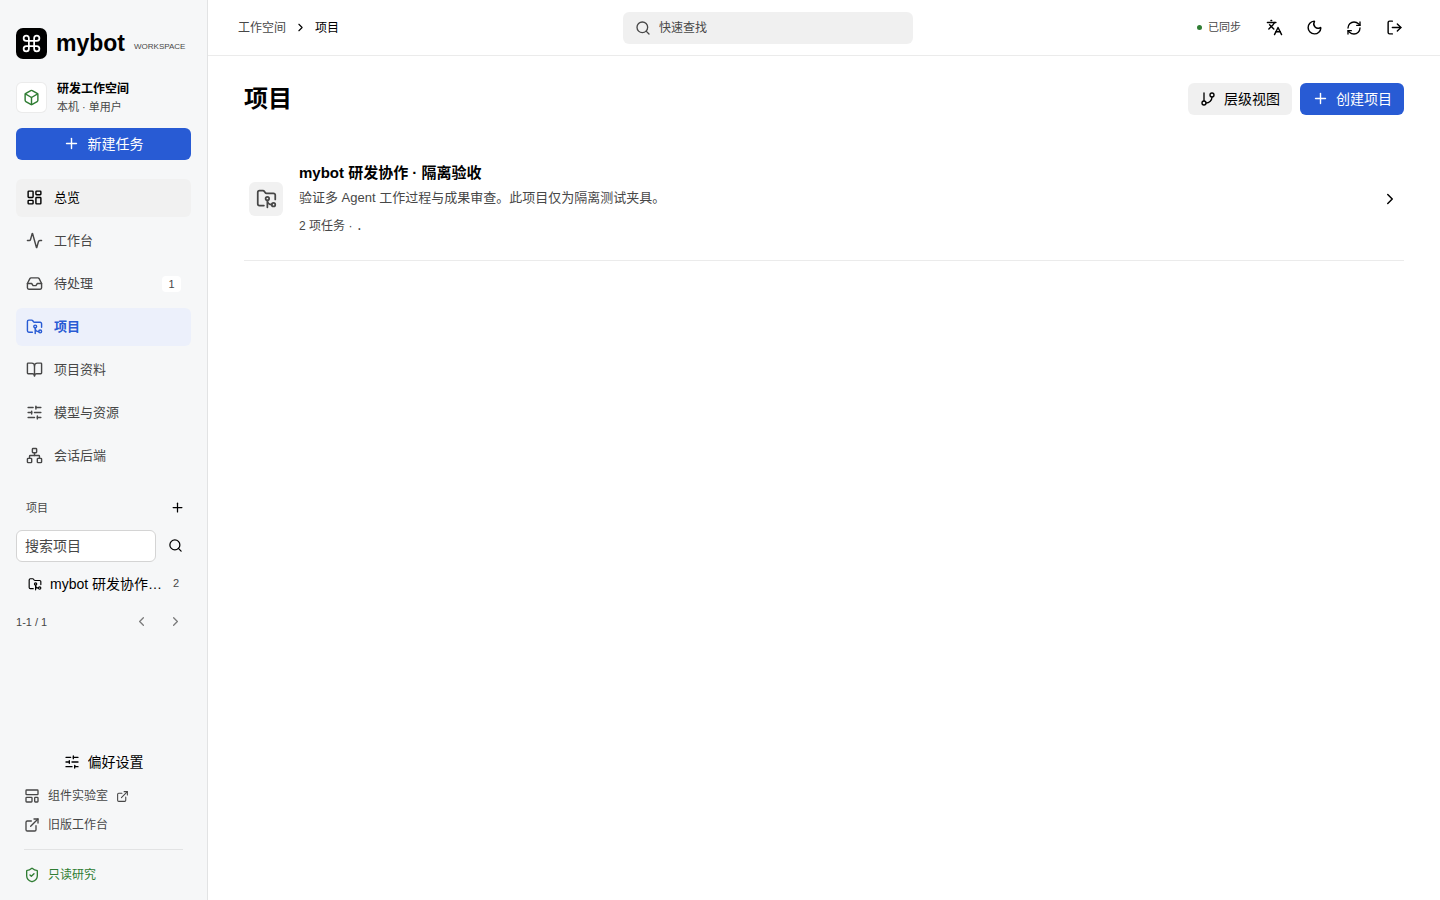 mybot WORKSPACE
研发工作空间
本机 · 单用户
新建任务
总览
工作台
待处理 1
项目
项目资料
模型与资源
会话后端
项目
搜索项目
mybot 研发协作… 2
1-1 / 1
偏好设置
组件实验室
旧版工作台
只读研究
工作空间 项目
快速查找
已同步
项目
层级视图
创建项目
mybot 研发协作 · 隔离验收
验证多 Agent 工作过程与成果审查。此项目仅为隔离测试夹具。
2 项任务 · .